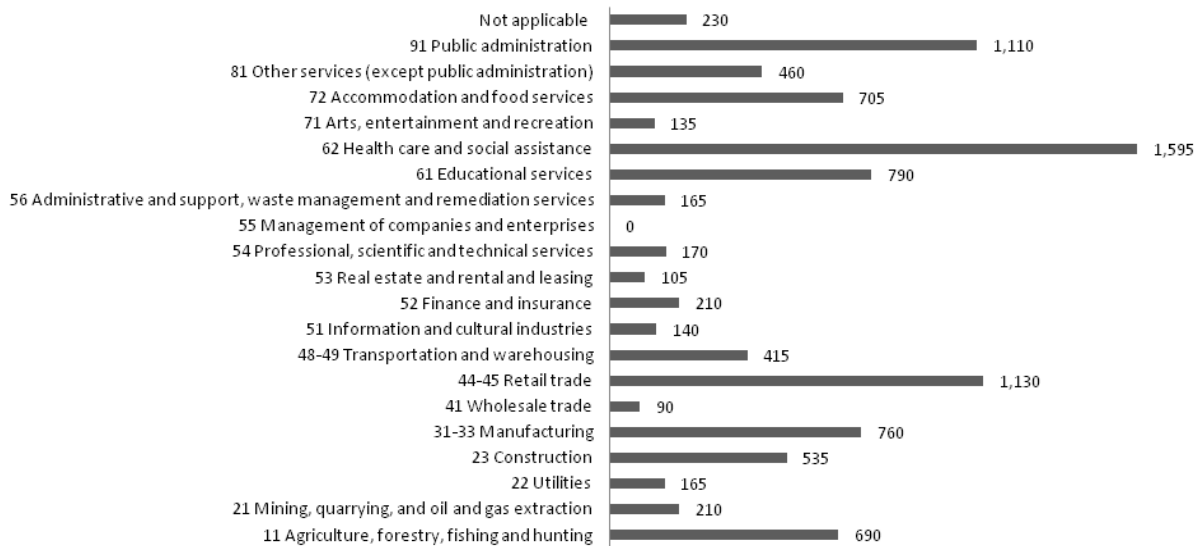 Not applicable 230
91 Public administration 1,110
81 Other services (except public administration) 460
72 Accommodation and food services 705
71 Arts, entertainment and recreation 135
62 Health care and social assistance 1,595
61 Educational services 790
56 Administrative and support, waste management and remediation services 165
55 Management of companies and enterprises 0
54 Professional, scientific and technical services 170
53 Real estate and rental and leasing 105
52 Finance and insurance 210
51 Information and cultural industries 140
48-49 Transportation and warehousing 415
44-45 Retail trade 1,130
41 Wholesale trade 90
31-33 Manufacturing 760
23 Construction 535
22 Utilities 165
21 Mining, quarrying, and oil and gas extraction 210
11 Agriculture, forestry, fishing and hunting 690